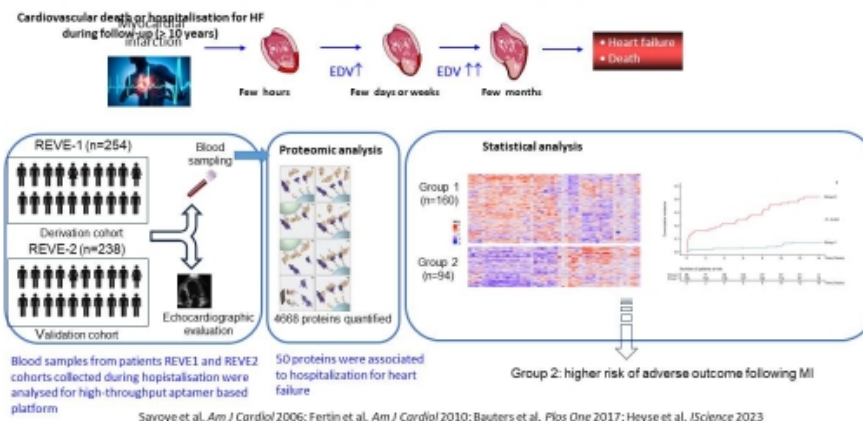 Cardiovascular death or hospitalisation for HF
during follow-up (> 10 years)
Myocardial
infarction
EDV↑
EDV ↑↑
Few hours
Few days or weeks
Few months
• Heart failure
• Death
REVE-1 (n=254)
Derivation cohort
REVE-2 (n=238)
Validation cohort
Blood
sampling
Echocardiographic
evaluation
Proteomic analysis
4668 proteins quantified
Statistical analysis
Group 1
(n=160)
Group 2
(n=94)
Group 2: higher risk of adverse outcome following MI
Blood samples from patients REVE1 and REVE2
cohorts collected during hopistalisation were
analysed for high-throughput aptamer based
platform
50 proteins were associated
to hospitalization for heart
failure
Savoye et al, Am J Cardiol 2006; Fertin et al, Am J Cardiol 2010; Bauters et al, Plos One 2017; Heyse et al, IScience 2023